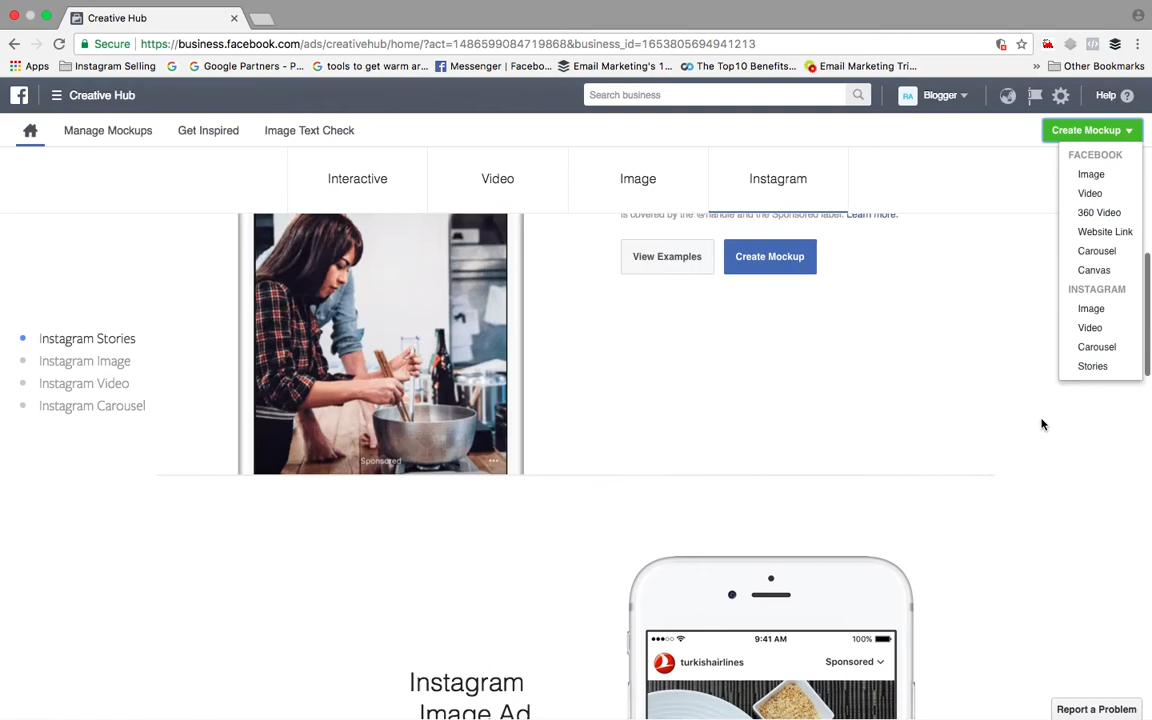 Creative Hub
Secure https://business.facebook.com/ads/creativehub/home/?act=1486599084719868&business_id=1653805694941213
Apps Instagram Selling Google Partners - P... tools to get warm ar... Messenger | Facebo... Email Marketing's 1... The Top10 Benefits... Email Marketing Tri... » Other Bookmarks
Creative Hub Search business RA Blogger Help
Manage Mockups Get Inspired Image Text Check Create Mockup
FACEBOOK
Image
Video
360 Video
Website Link
Carousel
Canvas
INSTAGRAM
Image
Video
Carousel
Stories
Interactive Video Image Instagram
is covered by the @handle and the Sponsored label. Learn more.
View Examples Create Mockup
Instagram Stories
Instagram Image
Instagram Video
Instagram Carousel
Sponsored
9:41 AM 100%
turkishairlines Sponsored
Instagram
Image Ad
Report a Problem